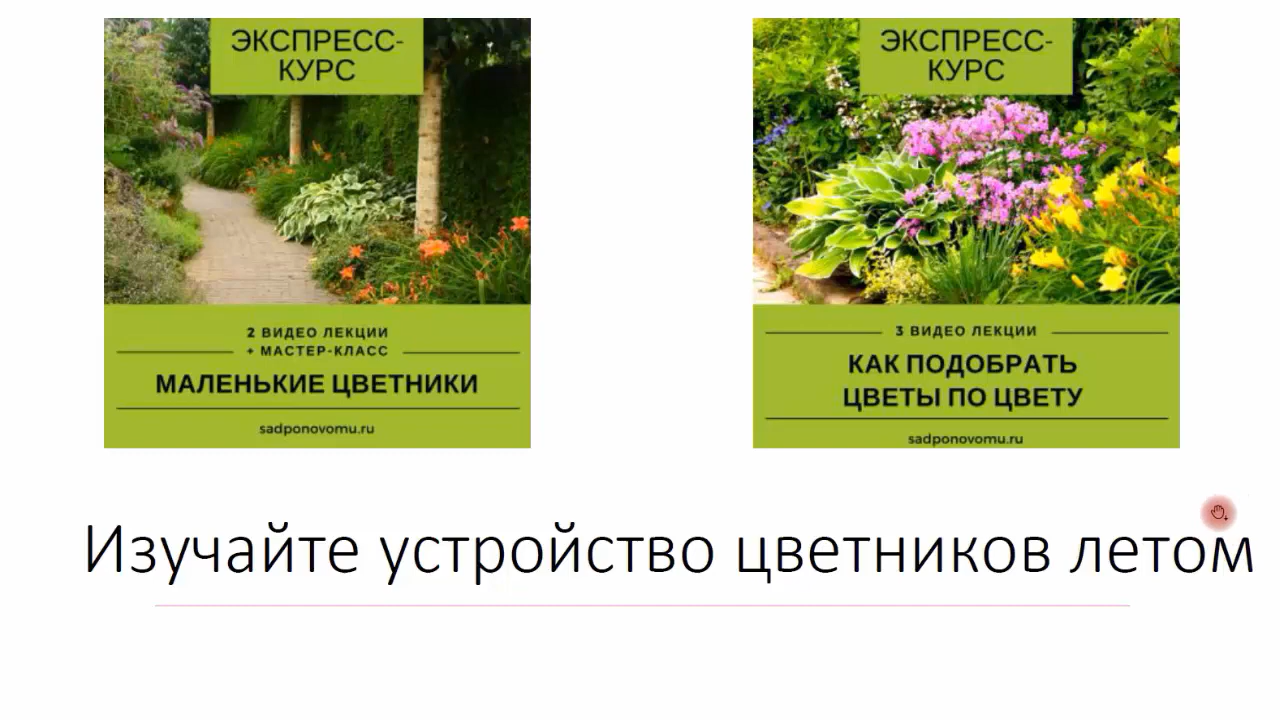 ЭКСПРЕСС-
КУРС
2 ВИДЕО ЛЕКЦИИ
+ МАСТЕР-КЛАСС
МАЛЕНЬКИЕ ЦВЕТНИКИ
sadponovomu.ru
ЭКСПРЕСС-
КУРС
3 ВИДЕО ЛЕКЦИИ
КАК ПОДОБРАТЬ
ЦВЕТЫ ПО ЦВЕТУ
sadponovomu.ru
Изучайте устройство цветников летом